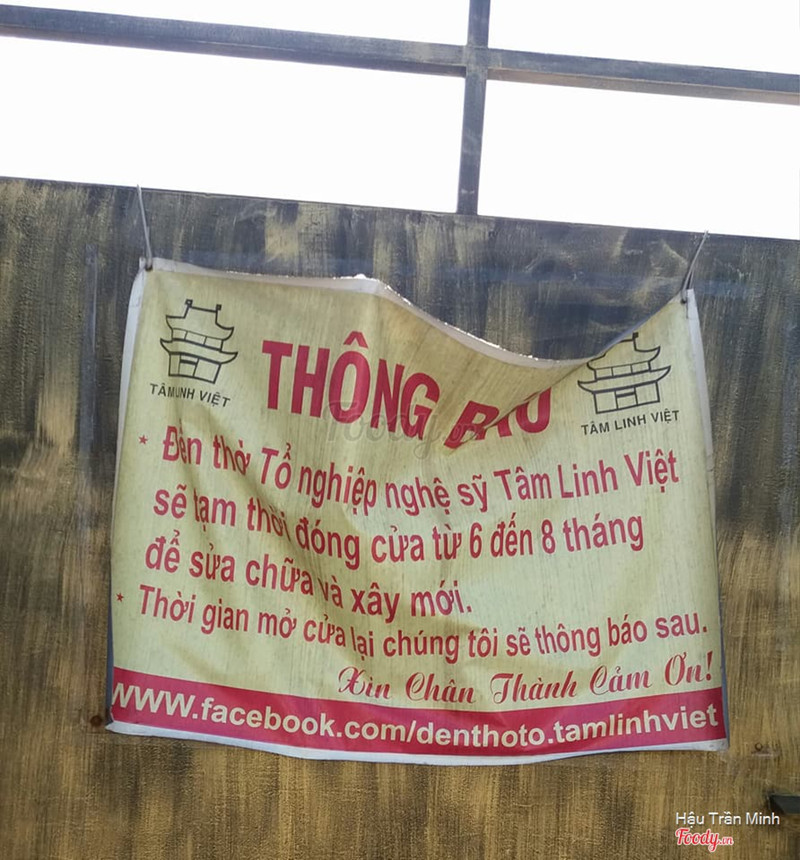 TÂM LINH VIỆT
THÔNG BÁO
TÂM LINH VIỆT
* Đền thờ Tổ nghiệp nghệ sỹ Tâm Linh Việt
sẽ tạm thời đóng cửa từ 6 đến 8 tháng
để sửa chữa và xây mới.
* Thời gian mở cửa lại chúng tôi sẽ thông báo sau.
Xin Chân Thành Cảm Ơn!
www.facebook.com/denthoto.tamlinhviet
Foody.vn
Hậu Trần Minh
Foody.vn